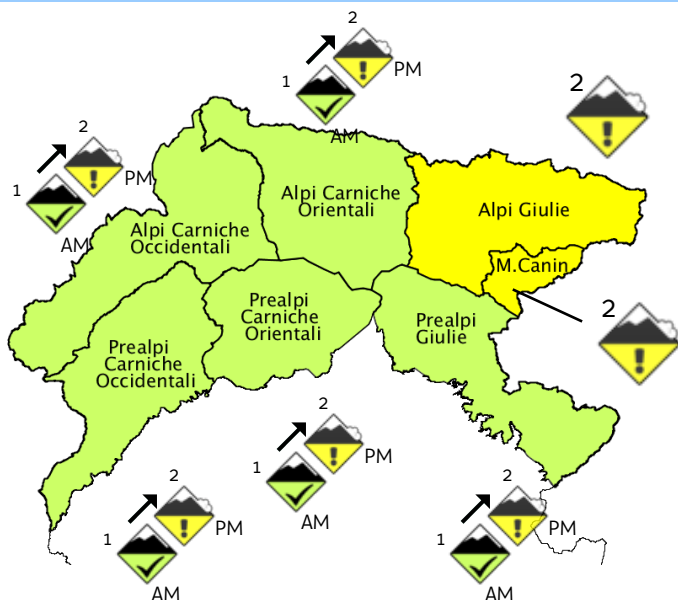 2
1
PM
AM
2
2
1
PM
AM
Alpi Carniche
Orientali
Alpi Giulie
Alpi Carniche
Occidentali
M.Canin
2
Prealpi
Carniche
Orientali
Prealpi
Giulie
Prealpi
Carniche
Occidentali
2
1
PM
AM
2
1
PM
AM
2
1
PM
AM